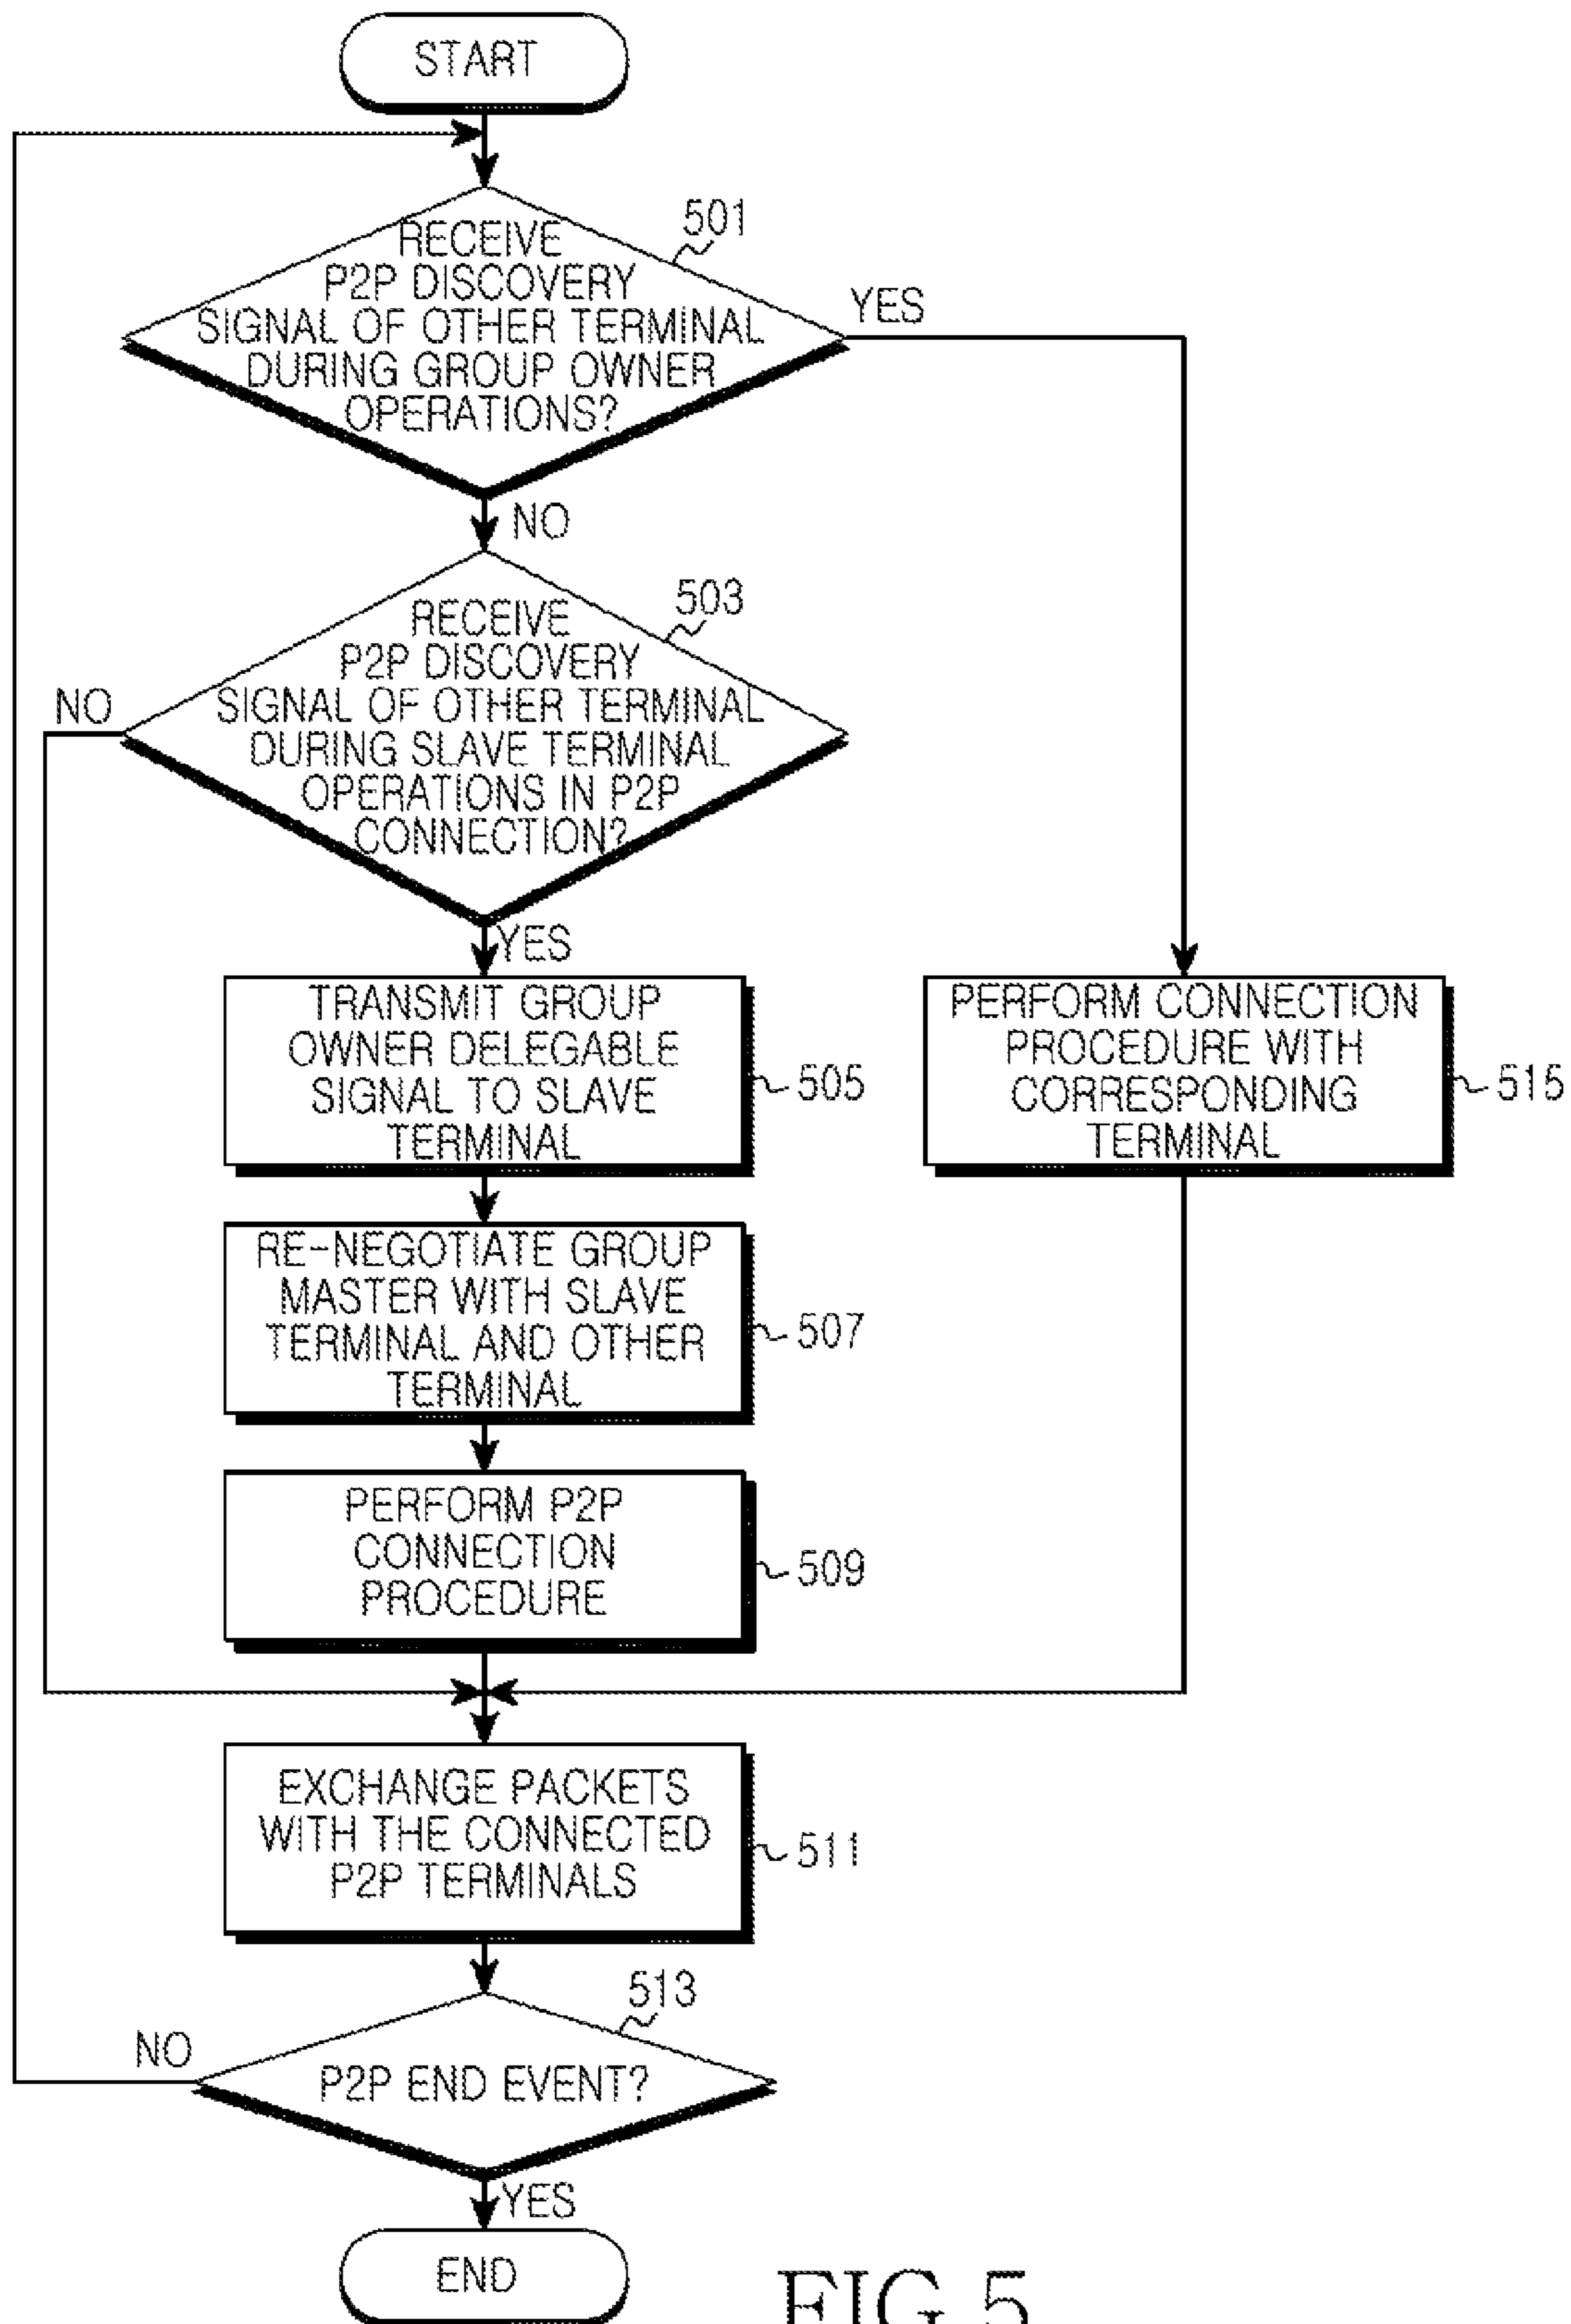 START
501
RECEIVE
P2P DISCOVERY
SIGNAL OF OTHER TERMINAL
DURING GROUP OWNER
OPERATIONS?
YES
NO
503
RECEIVE
P2P DISCOVERY
SIGNAL OF OTHER TERMINAL
DURING SLAVE TERMINAL
OPERATIONS IN P2P
CONNECTION?
NO
YES
TRANSMIT GROUP
OWNER DELEGABLE
SIGNAL TO SLAVE
TERMINAL
505
PERFORM CONNECTION
PROCEDURE WITH
CORRESPONDING
TERMINAL
515
RE-NEGOTIATE GROUP
MASTER WITH SLAVE
TERMINAL AND OTHER
TERMINAL
507
PERFORM P2P
CONNECTION
PROCEDURE
509
EXCHANGE PACKETS
WITH THE CONNECTED
P2P TERMINALS
511
513
P2P END EVENT?
NO
YES
END
FIG.5